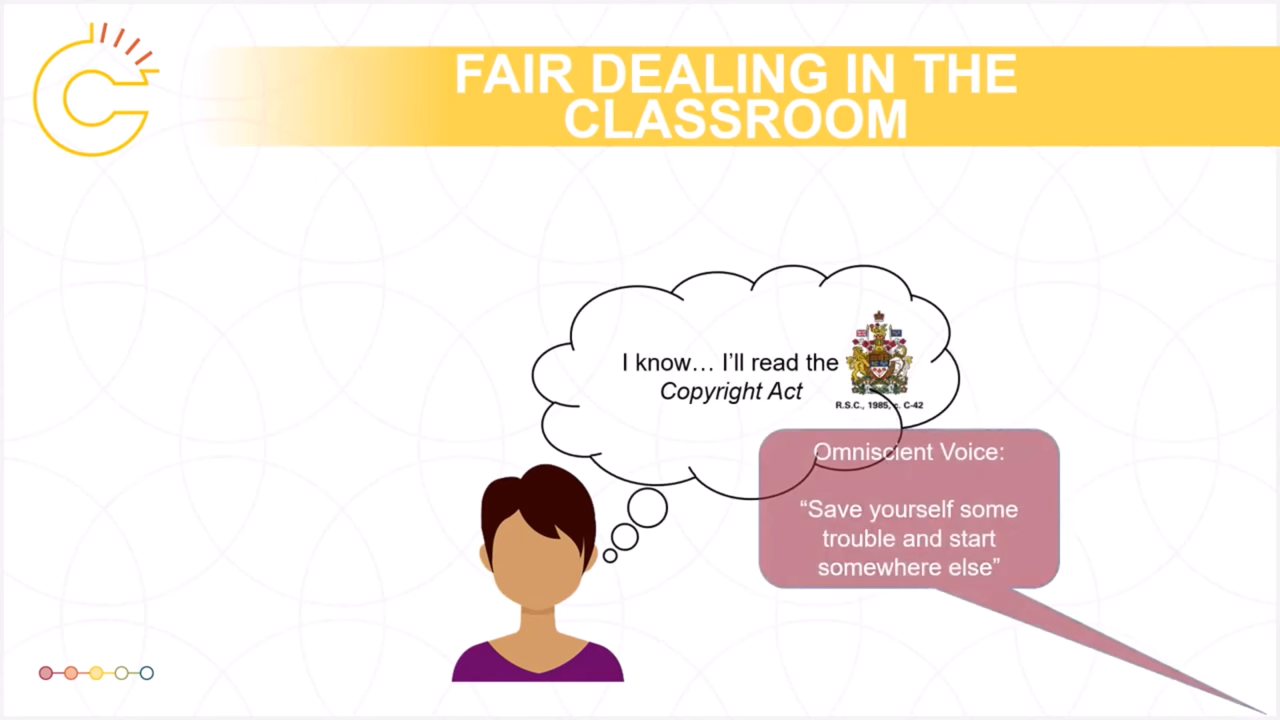 FAIR DEALING IN THE
CLASSROOM
I know… I’ll read the
Copyright Act
R.S.C., 1985, c. C-42
Omniscient Voice:
“Save yourself some
trouble and start
somewhere else”